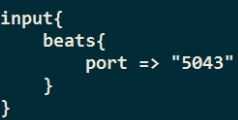 input{
    beats{
        port => "5043"
    }
}